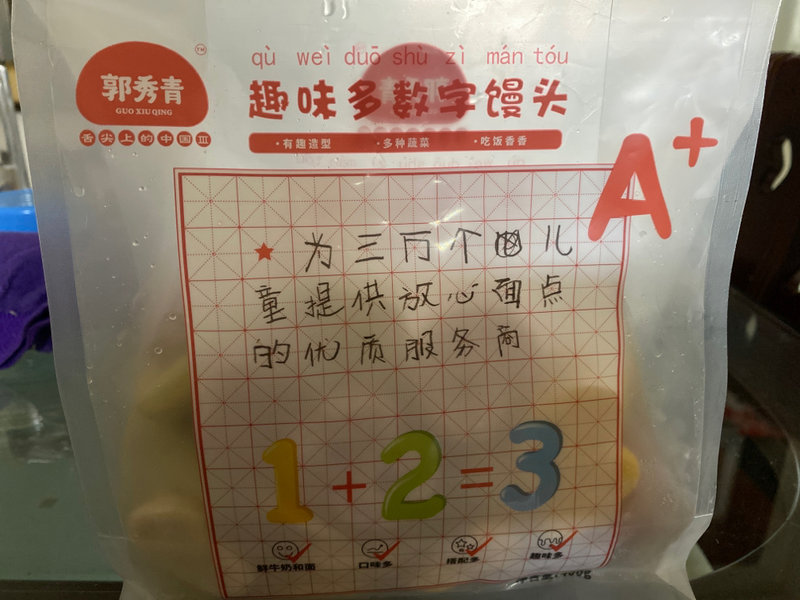 qù wèi duō shù zì mán tóu
郭秀青
GUO XIU QING
TM
舌尖上的中国Ⅲ
趣味多数字馒头
·有趣造型 ·多种蔬菜 ·吃饭香香
A+
为三万个儿
童提供放心面点
的优质服务商
1+2=3
鲜牛奶和面 口味多 搭配多 趣味多